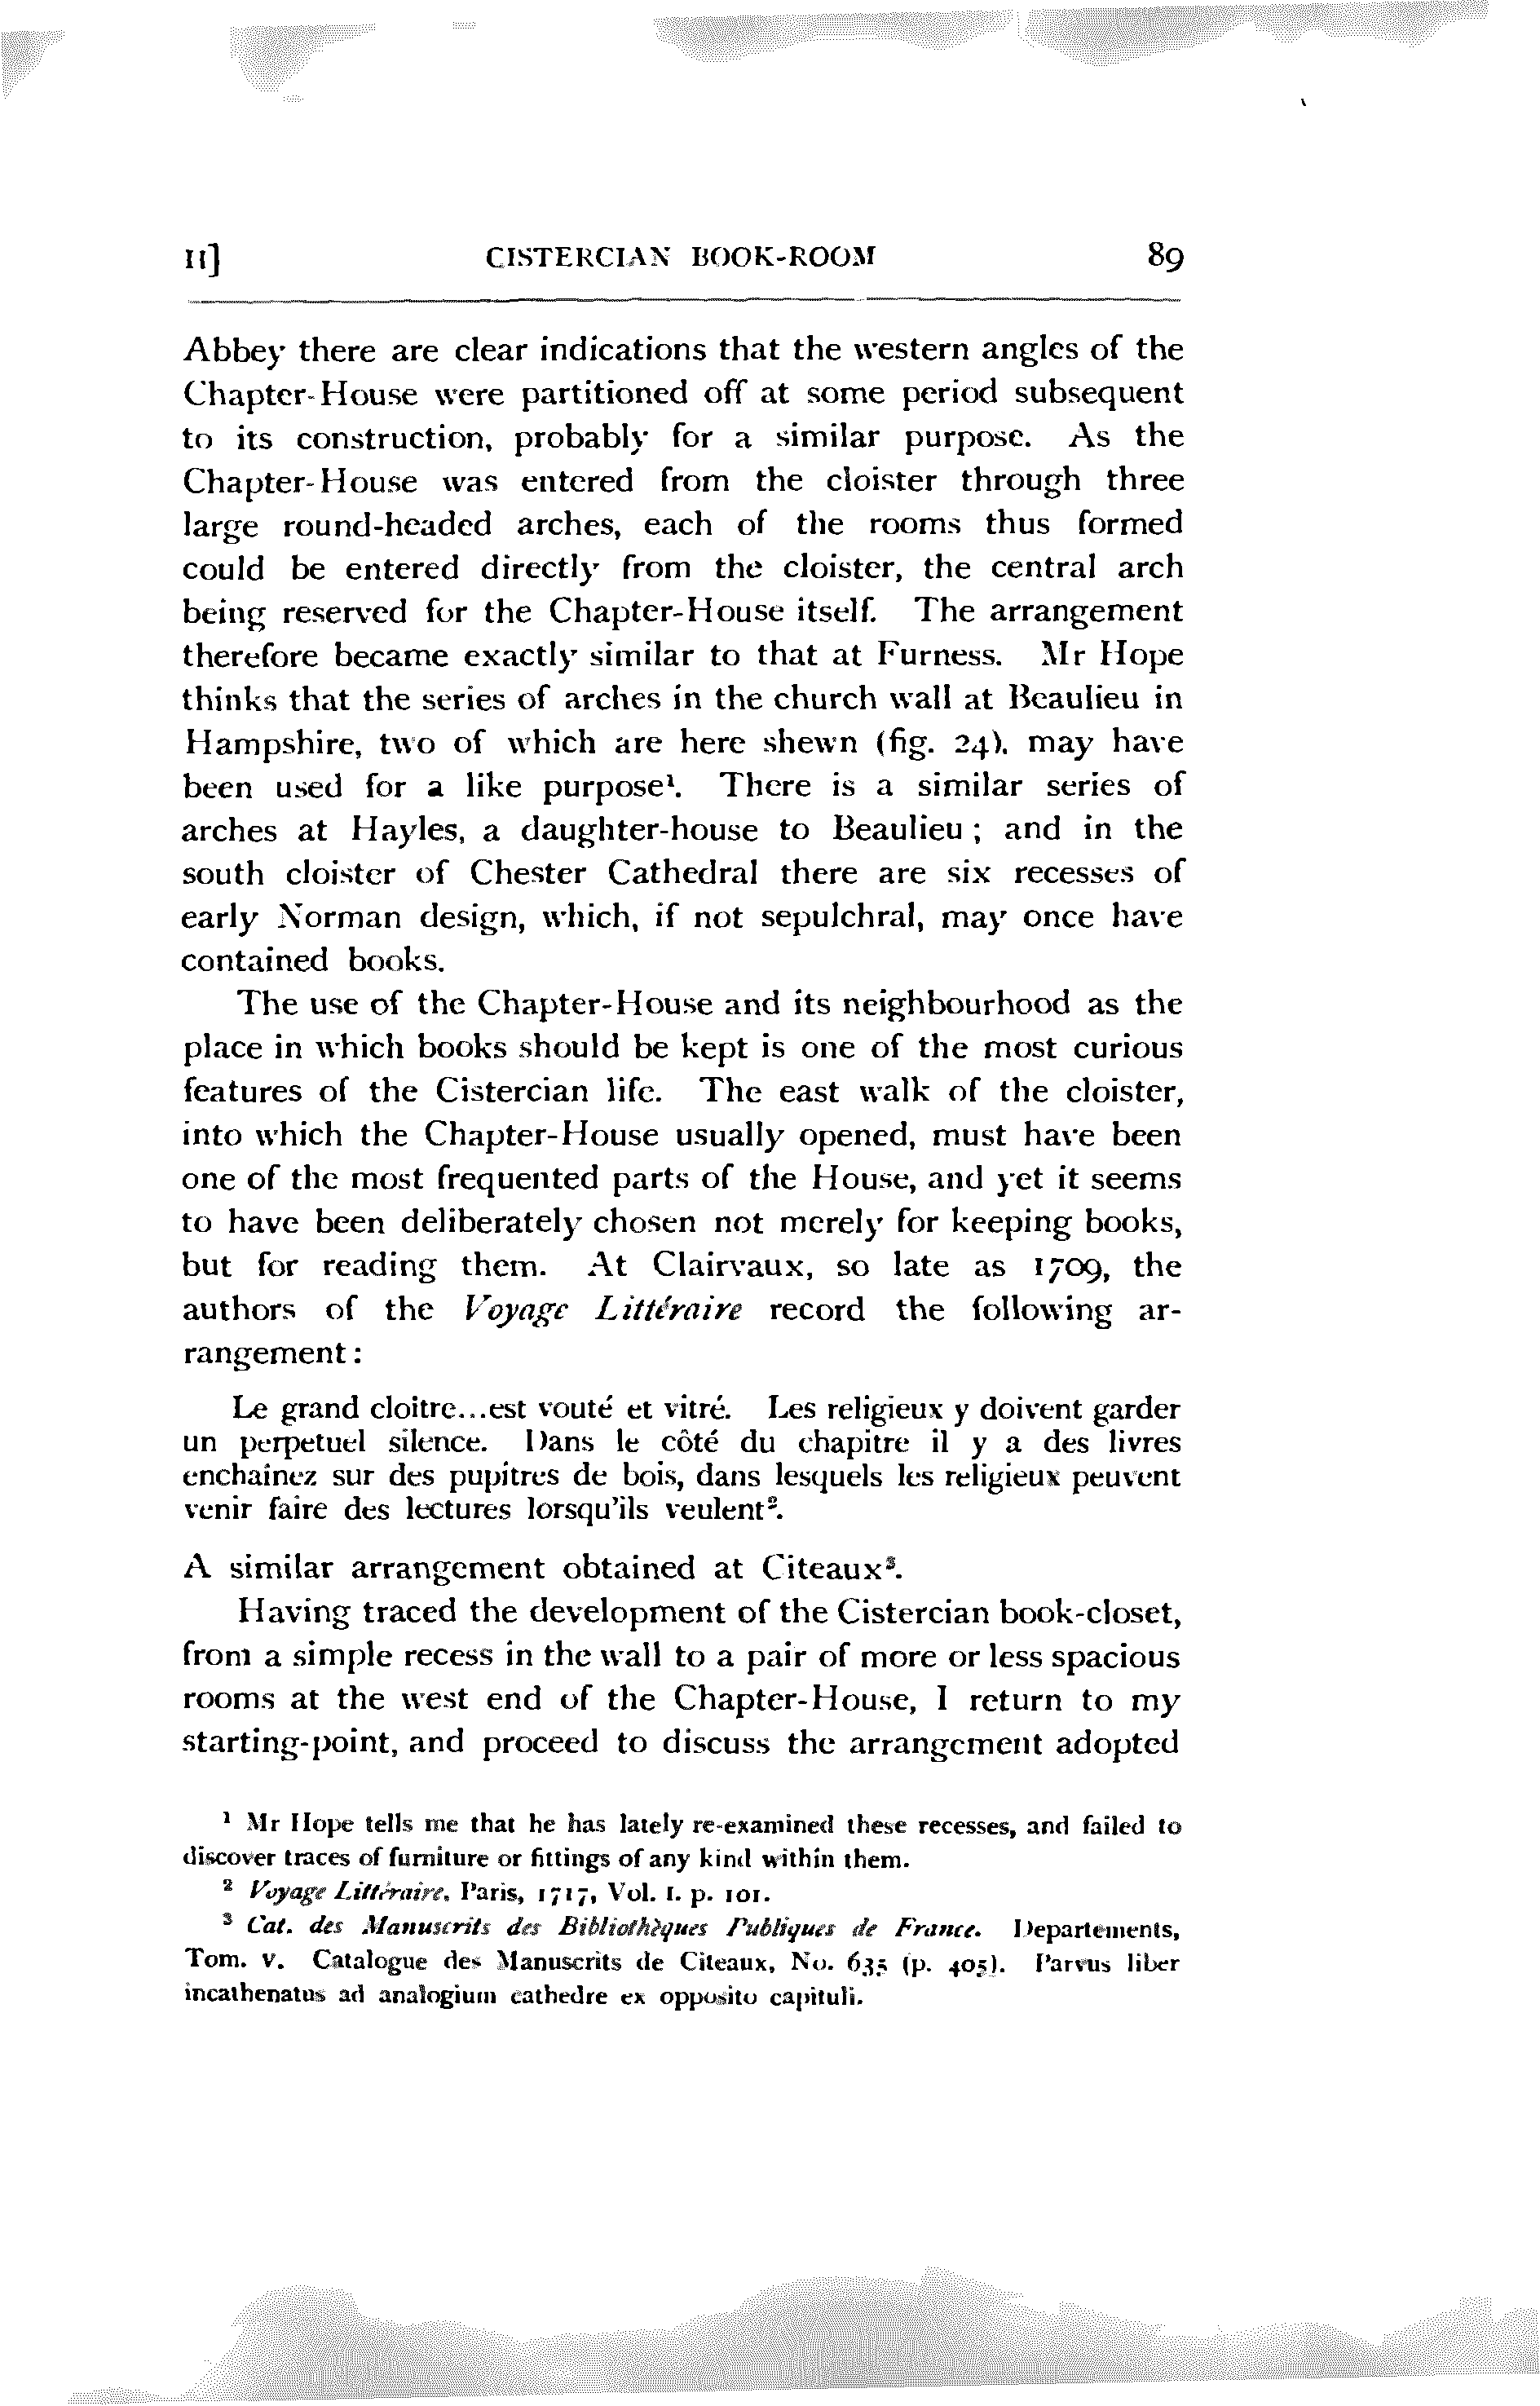 II] CISTERCIAN BOOK-ROOM 89
Abbey there are clear indications that the western angles of the
Chapter-House were partitioned off at some period subsequent
to its construction, probably for a similar purpose. As the
Chapter-House was entered from the cloister through three
large round-headed arches, each of the rooms thus formed
could be entered directly from the cloister, the central arch
being reserved for the Chapter-House itself. The arrangement
therefore became exactly similar to that at Furness. Mr Hope
thinks that the series of arches in the church wall at Beaulieu in
Hampshire, two of which are here shewn (fig. 24), may have
been used for a like purpose¹. There is a similar series of
arches at Hayles, a daughter-house to Beaulieu; and in the
south cloister of Chester Cathedral there are six recesses of
early Norman design, which, if not sepulchral, may once have
contained books.
The use of the Chapter-House and its neighbourhood as the
place in which books should be kept is one of the most curious
features of the Cistercian life. The east walk of the cloister,
into which the Chapter-House usually opened, must have been
one of the most frequented parts of the House, and yet it seems
to have been deliberately chosen not merely for keeping books,
but for reading them. At Clairvaux, so late as 1709, the
authors of the Voyage Littéraire record the following ar-
rangement:
Le grand cloitre...est vouté et vitré. Les religieux y doivent garder
un perpetuel silence. Dans le côté du chapitre il y a des livres
enchainez sur des pupitres de bois, dans lesquels les religieux peuvent
venir faire des lectures lorsqu'ils veulent².
A similar arrangement obtained at Citeaux³.
Having traced the development of the Cistercian book-closet,
from a simple recess in the wall to a pair of more or less spacious
rooms at the west end of the Chapter-House, I return to my
starting-point, and proceed to discuss the arrangement adopted
¹ Mr Hope tells me that he has lately re-examined these recesses, and failed to
discover traces of furniture or fittings of any kind within them.
² Voyage Littéraire, Paris, 1717, Vol. I. p. 101.
³ Cat. des Manuscrits des Bibliothèques Publiques de France. Departements,
Tom. V. Catalogue des Manuscrits de Citeaux, No. 635 (p. 405). Parvus liber
incathenatus ad analogium cathedre ex opposito capituli.